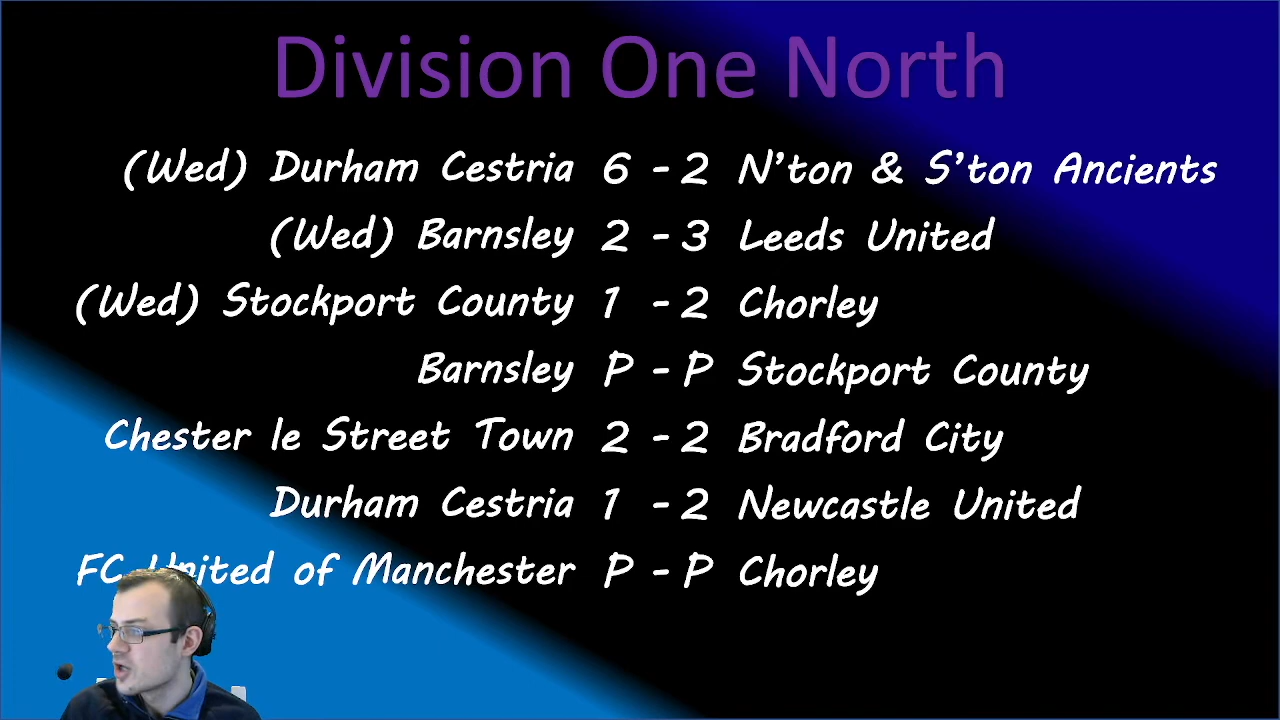 Division One North
(Wed) Durham Cestria 6 - 2 N'ton & S'ton Ancients
(Wed) Barnsley 2 - 3 Leeds United
(Wed) Stockport County 1 - 2 Chorley
Barnsley P - P Stockport County
Chester le Street Town 2 - 2 Bradford City
Durham Cestria 1 - 2 Newcastle United
FC United of Manchester P - P Chorley